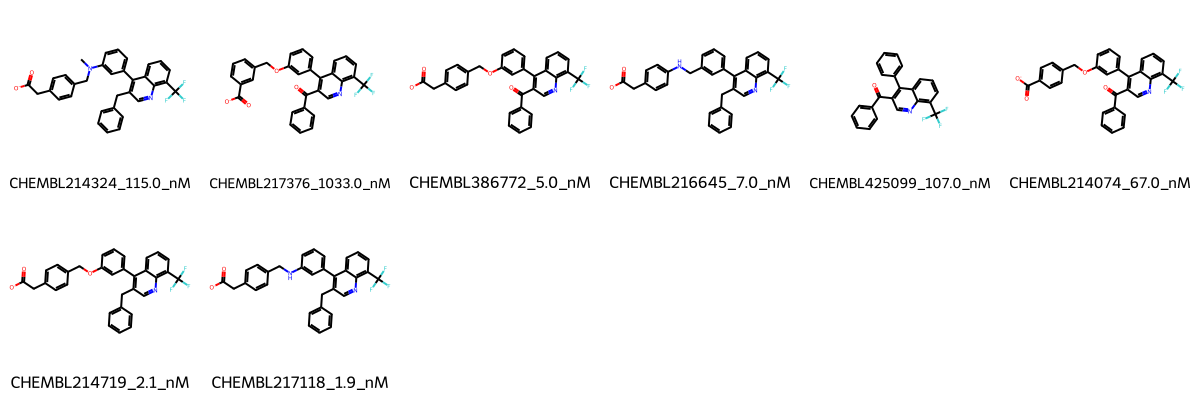 CHEMBL214324_115.0_nM
CHEMBL217376_1033.0_nM
CHEMBL386772_5.0_nM
CHEMBL216645_7.0_nM
CHEMBL425099_107.0_nM
CHEMBL214074_67.0_nM
CHEMBL214719_2.1_nM
CHEMBL217118_1.9_nM